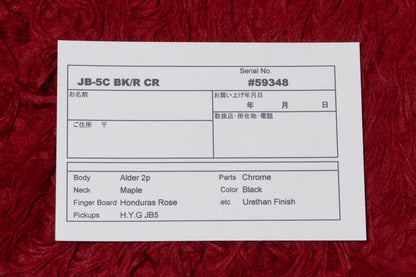 Serial No.
JB-5C BK/R CR #59348
お名前 お買い上げ年月日
年 月 日
取扱店・所在地・電話
ご住所 〒
Body Alder 2p Parts Chrome
Neck Maple Color Black
Finger Board Honduras Rose etc Urethan Finish
Pickups H.Y.G JB5